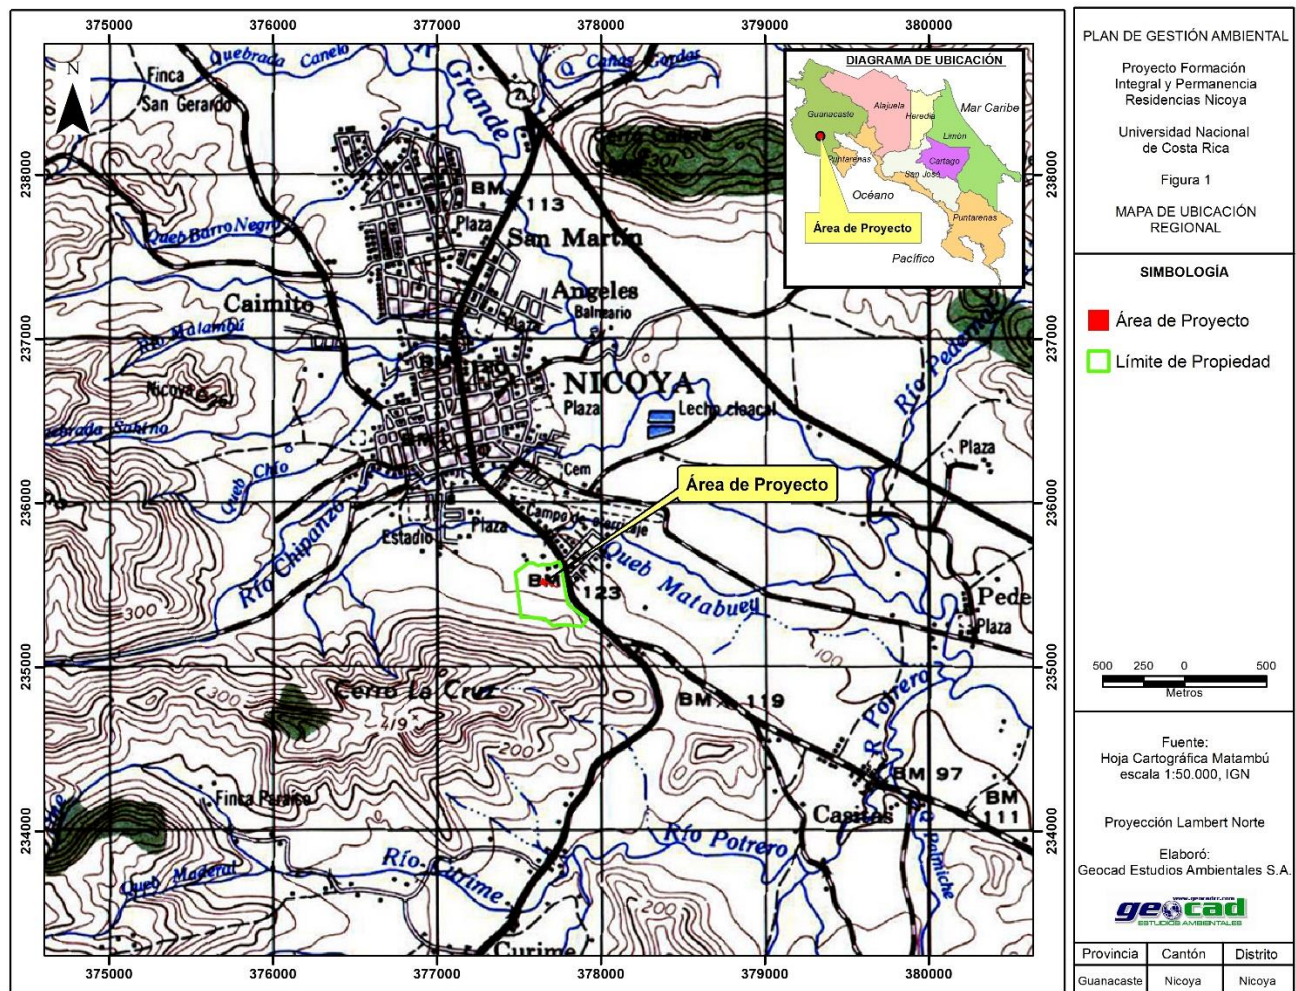 375000 376000 377000 378000 379000 380000
238000
237000
236000
235000
234000
N
Quebrada Canelo
Finca
San Gerardo
Grande
21
Q Cañas Gordas
BM
113
Plaza
San Martín
Queb Barro Negro
Caimito
Angeles
Balneario
Plaza
Río Matambú
NICOYA
Plaza
Lecho cloacal
Río Pedernal
Plaza
Queb Chío
Cem
Área de Proyecto
Río Chipanzo
Estadio
Plaza
Campo de aterrizaje
Queb Matabuey
BM
123
Pede
Plaza
300
100
Cerro La Cruz
300
419
200
BM 119
R Potrero
BM 97
BM
111
Finca Paraíso
Casitas
Río Potrero
Queb Maderal
Río Curime
200
Curime
238000
237000
236000
235000
234000
375000 376000 377000 378000 379000 380000
DIAGRAMA DE UBICACIÓN
Mar Caribe
Alajuela
Guanacaste
Heredia
Limón
Puntarenas
Cartago
San José
Océano
Puntarenas
Área de Proyecto
Pacífico
PLAN DE GESTIÓN AMBIENTAL
Proyecto Formación
Integral y Permanencia
Residencias Nicoya
Universidad Nacional
de Costa Rica
Figura 1
MAPA DE UBICACIÓN
REGIONAL
SIMBOLOGÍA
Área de Proyecto
Límite de Propiedad
500 250 0 500
Metros
Fuente:
Hoja Cartográfica Matambú
escala 1:50.000, IGN
Proyección Lambert Norte
Elaboró:
Geocad Estudios Ambientales S.A.
geocad
ESTUDIOS AMBIENTALES
Provincia Cantón Distrito
Guanacaste Nicoya Nicoya